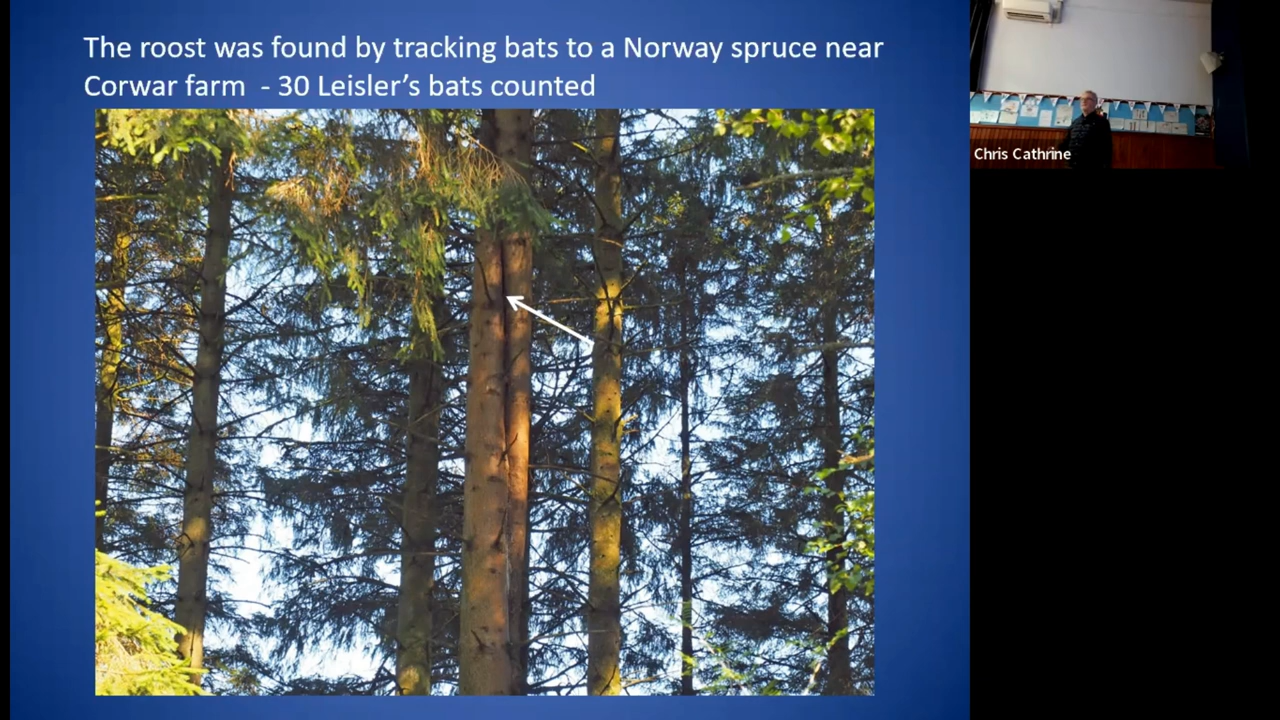 The roost was found by tracking bats to a Norway spruce near
Corwar farm  - 30 Leisler’s bats counted
Chris Cathrine